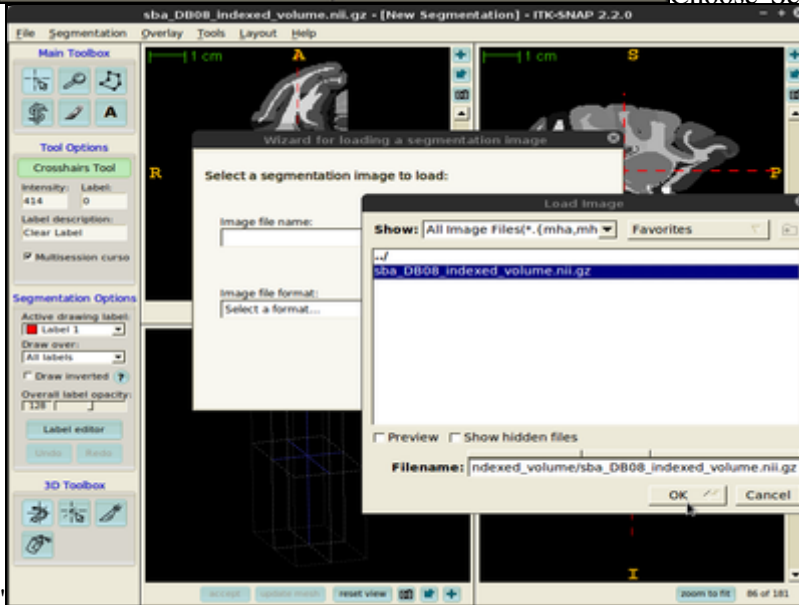 sba_DB08_indexed_volume.nii.gz - [New Segmentation] - ITK-SNAP 2.2.0
File Segmentation Overlay Tools Layout Help
Main Toolbox
A
Tool Options
Crosshairs Tool
Intensity: Label:
414 0
Label description:
Clear Label
Multisession curso
Segmentation Options
Active drawing label:
Label 1
Draw over:
All labels
Draw inverted ?
Overall label opacity:
128
Label editor
Undo Redo
3D Toolbox
1 cm
A
R
1 cm
S
P
Wizard for loading a segmentation image
Select a segmentation image to load:
Image file name:
Image file format:
Select a format...
Load Image
Show: All Image Files(*.{mha,mh Favorites
../
sba_DB08_indexed_volume.nii.gz
Preview Show hidden files
Filename: ndexed_volume/sba_DB08_indexed_volume.nii.gz
OK Cancel
I
accept update mesh reset view
zoom to fit 86 of 181